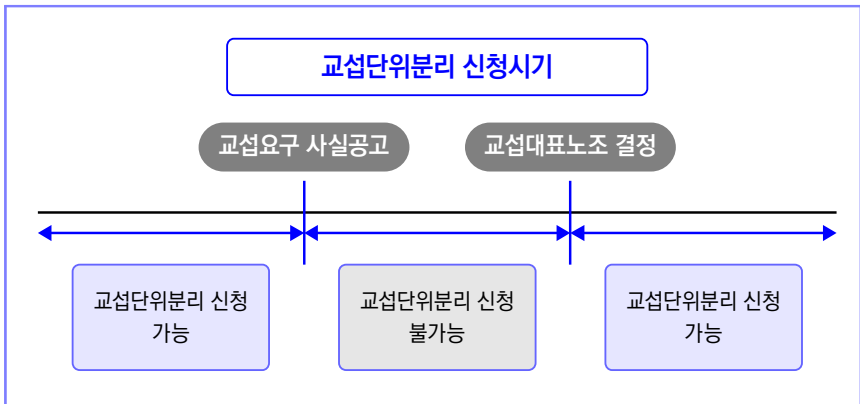 교섭단위분리 신청시기
교섭요구 사실공고
교섭대표노조 결정
교섭단위분리 신청
가능
교섭단위분리 신청
불가능
교섭단위분리 신청
가능